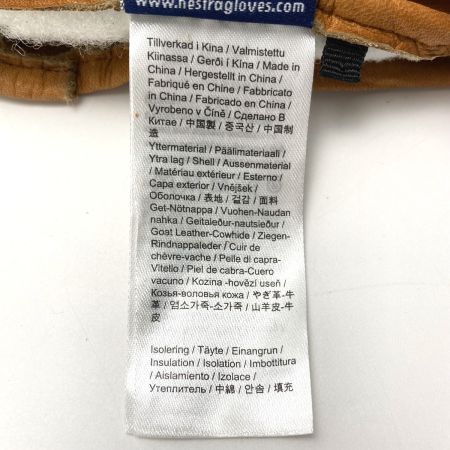 www.hestragloves.com
Tillverkad i Kina / Valmistettu
Kiinassa / Gerði í Kína / Made in
China / Hergestellt in China /
Fabriqué en Chine / Fabbricato
in China / Fabricado en China /
Vyrobeno v Číně / Сделано В
Китае / 中国製 / 중국산 / 中国制
造
Yttermaterial / Päälimateriaali /
Ytra lag / Shell / Aussenmaterial
/ Matériau extérieur / Esterno /
Capa exterior / Vnějšek /
Оболочка / 表地 / 겉감 / 面料
Get-Nötnappa / Vuohen-Naudan
nahka / Geitaleður-nautsieður /
Goat Leather-Cowhide / Ziegen-
Rindnappaleder / Cuir de
chèvre-vache / Pelle di capra-
Vitello / Piel de cabra-Cuero
vacuno / Kozina -hovězí useň /
Козья-воловья кожа / やぎ革-牛
革 / 염소가죽-소가죽 / 山羊皮-牛
皮
Isolering / Täyte / Einangrun /
Insulation / Isolation / Imbottitura
/ Aislamiento / Izolace /
Утеплитель / 中綿 / 안솜 / 填充